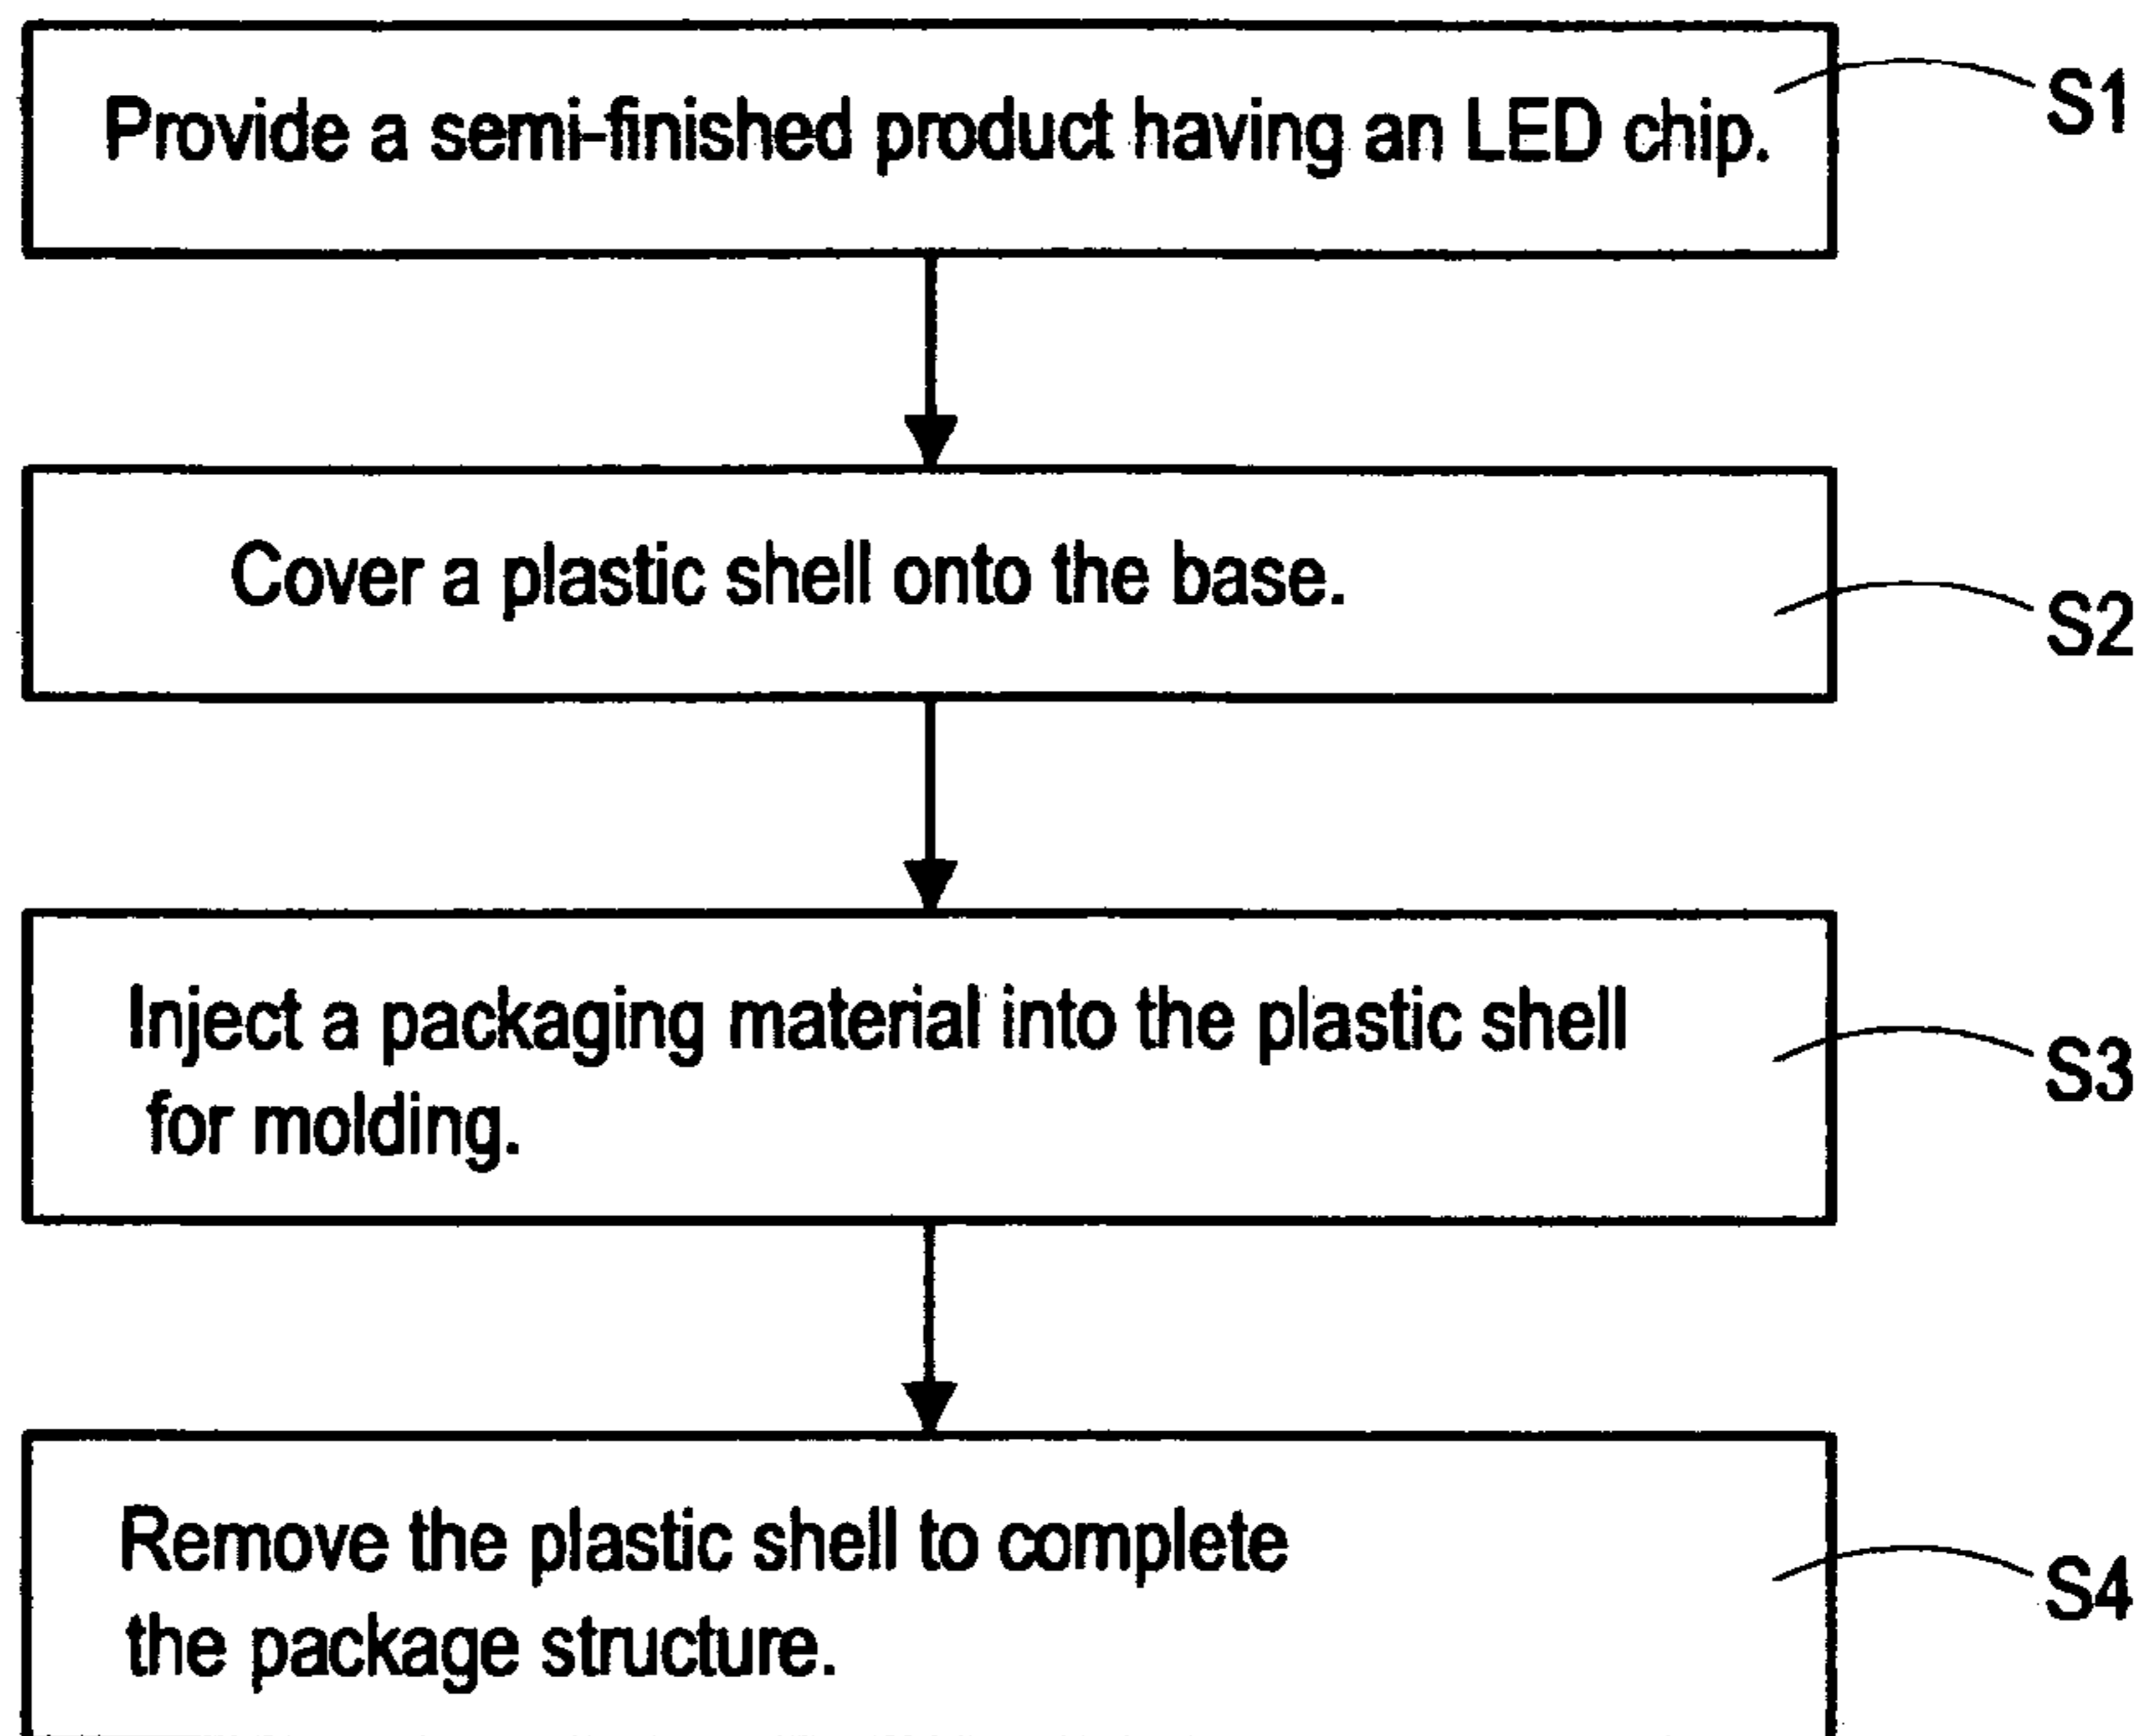 Provide a semi-finished product having an LED chip.
S1
Cover a plastic shell onto the base.
S2
Inject a packaging material into the plastic shell
for molding.
S3
Remove the plastic shell to complete
the package structure.
S4